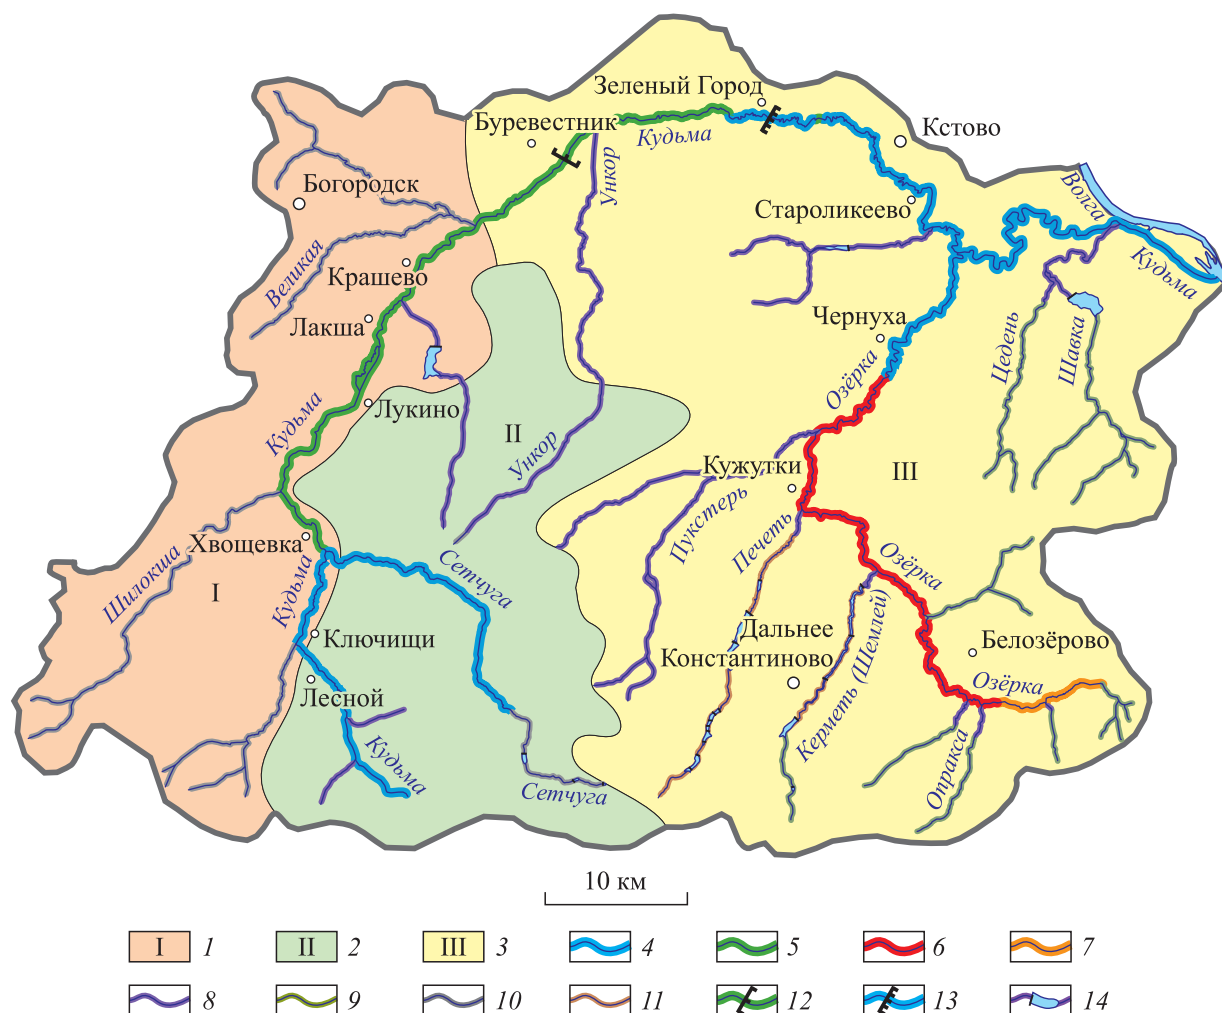 Зеленый Город
Буревестник
Кудьма
Кстово
Ункор
Богородск
Волга
Староликеево
Великая
Кудьма
Крашево
Лакша
Чернуха
Цедень
Шавка
Озёрка
Кудьма
Лукино
II
Ункор
Кужутки
III
Пукстерь
Печеть
Хвощевка
Сетчуга
Озёрка
Шилокша
I
Кудьма
Ключищи
Дальнее
Константиново
Керметь (Шемлей)
Белозёрово
Лесной
Озёрка
Кудьма
Опракса
Сетчуга
10 км
I 1 II 2 III 3 4 5 6 7
8 9 10 11 12 13 14